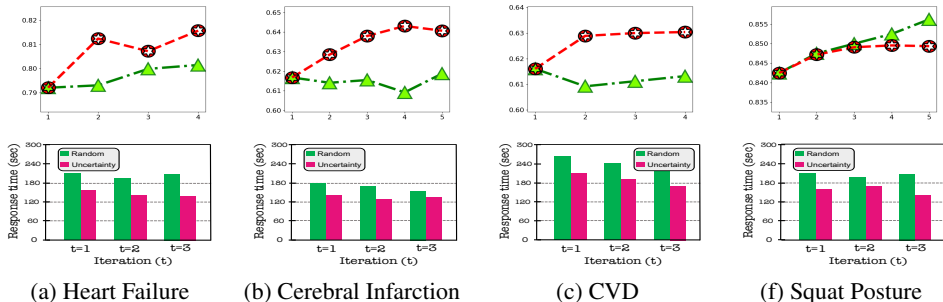 0.82
0.81
0.80
0.79
1 2 3 4
0.66
0.65
0.64
0.63
0.62
0.61
0.60
1 2 3 4 5
0.64
0.63
0.62
0.61
0.60
1 2 3 4
0.855
0.850
0.845
0.840
0.835
1 2 3 4 5
Response time (sec)
300
240
180
120
60
0
Random
Uncertainty
t=1 t=2 t=3
Iteration (t)
Response time (sec)
300
240
180
120
60
0
Random
Uncertainty
t=1 t=2 t=3
Iteration (t)
Response time (sec)
300
240
180
120
60
0
Random
Uncertainty
t=1 t=2 t=3
Iteration (t)
Response time (sec)
300
240
180
120
60
0
Random
Uncertainty
t=1 t=2 t=3
Iteration (t)
(a) Heart Failure (b) Cerebral Infarction (c) CVD (f) Squat Posture